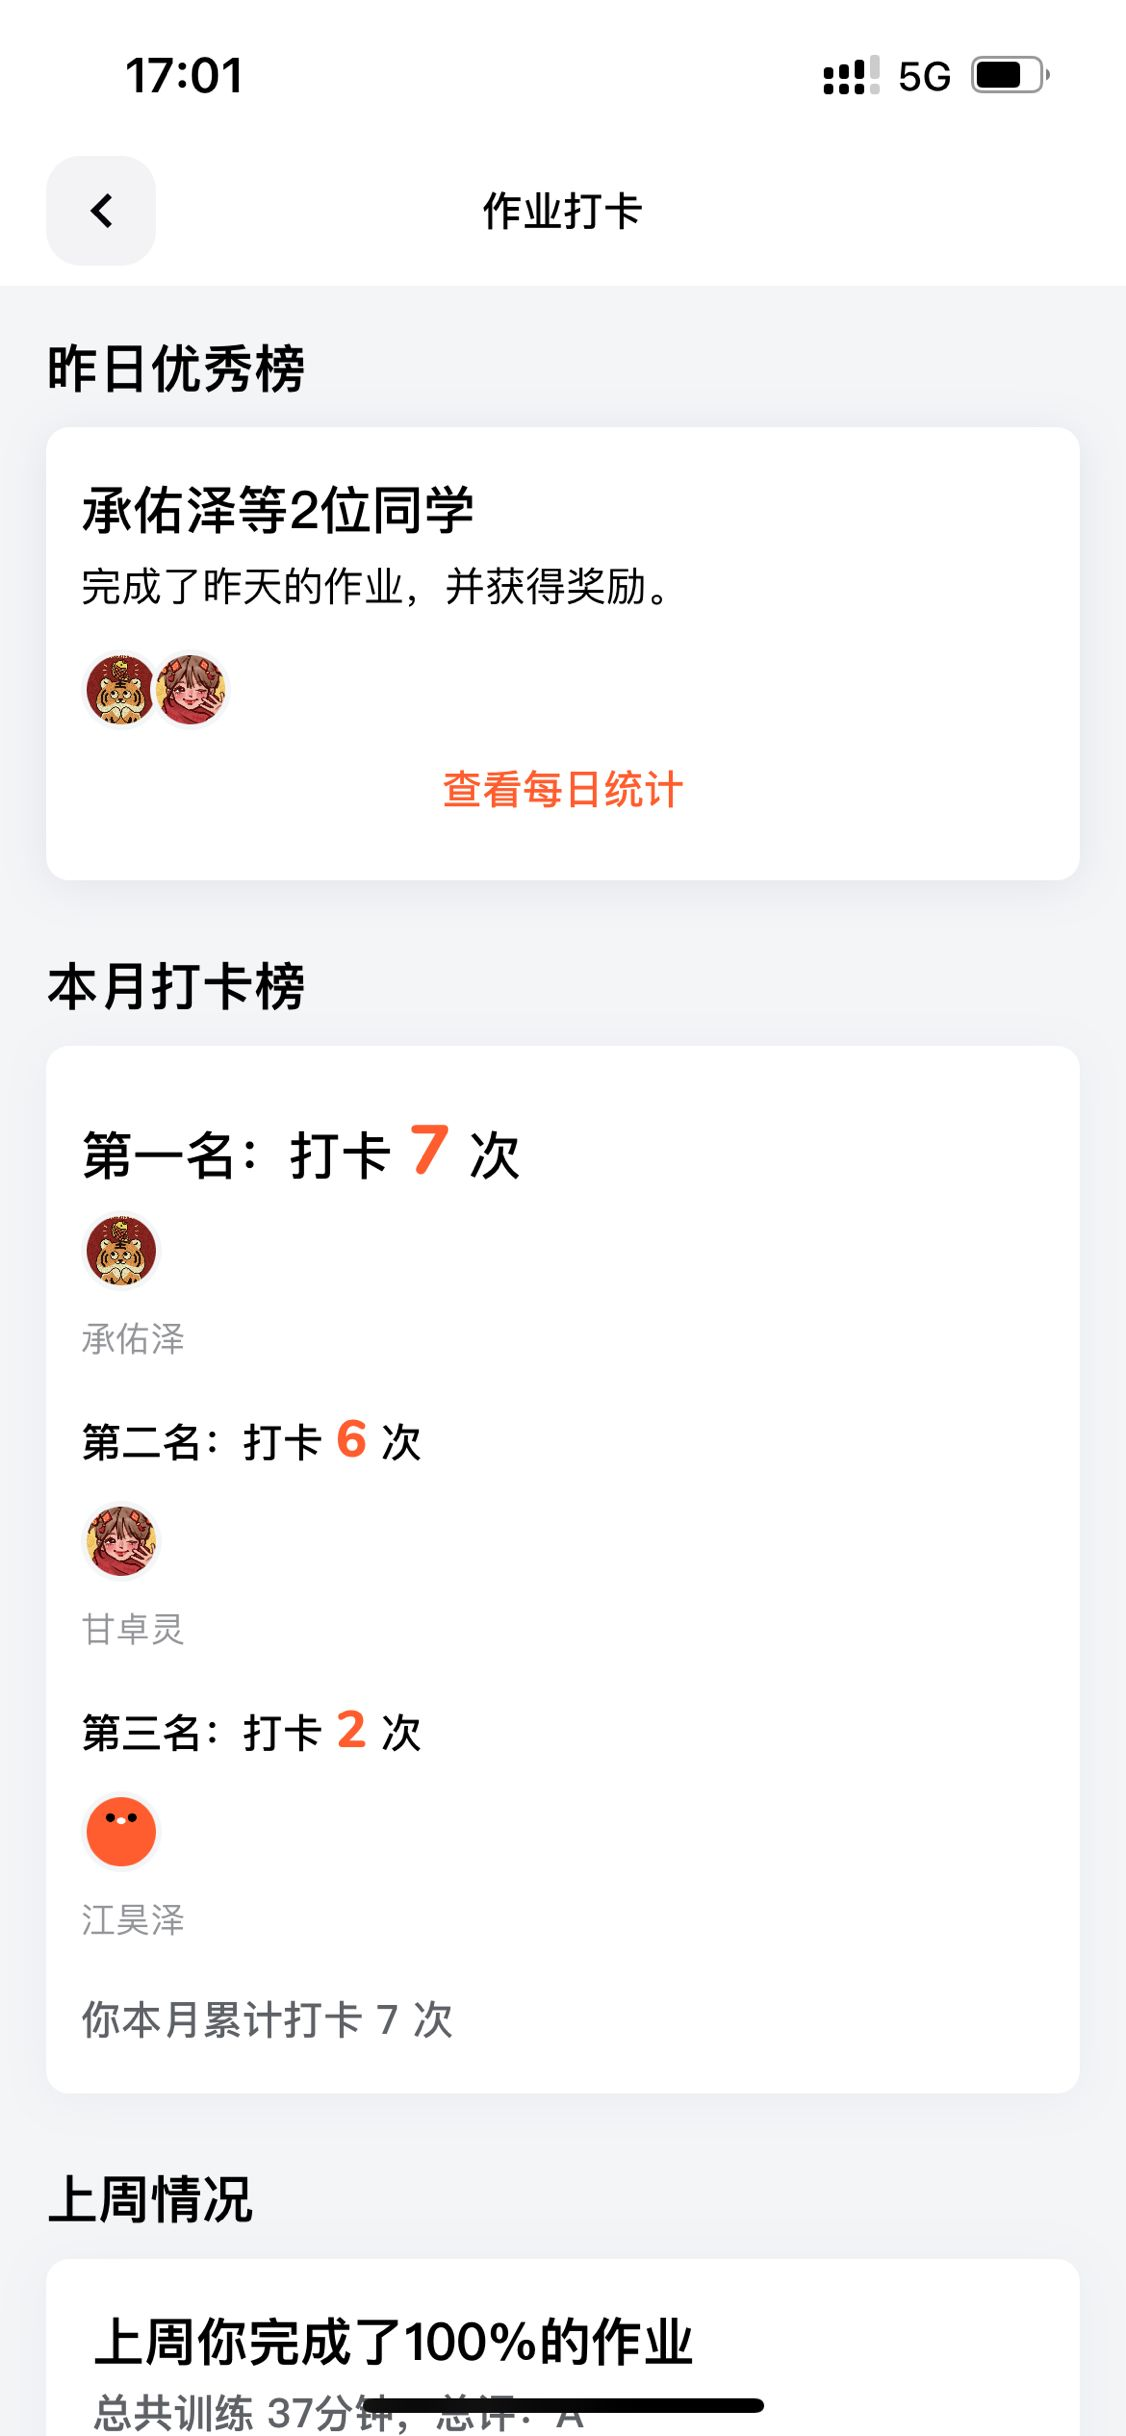 17:01
5G
作业打卡
昨日优秀榜
承佑泽等2位同学
完成了昨天的作业，并获得奖励。
查看每日统计
本月打卡榜
第一名：打卡 7 次
承佑泽
第二名：打卡 6 次
甘卓灵
第三名：打卡 2 次
江昊泽
你本月累计打卡 7 次
上周情况
上周你完成了100%的作业
总共训练 37分钟，总评：A